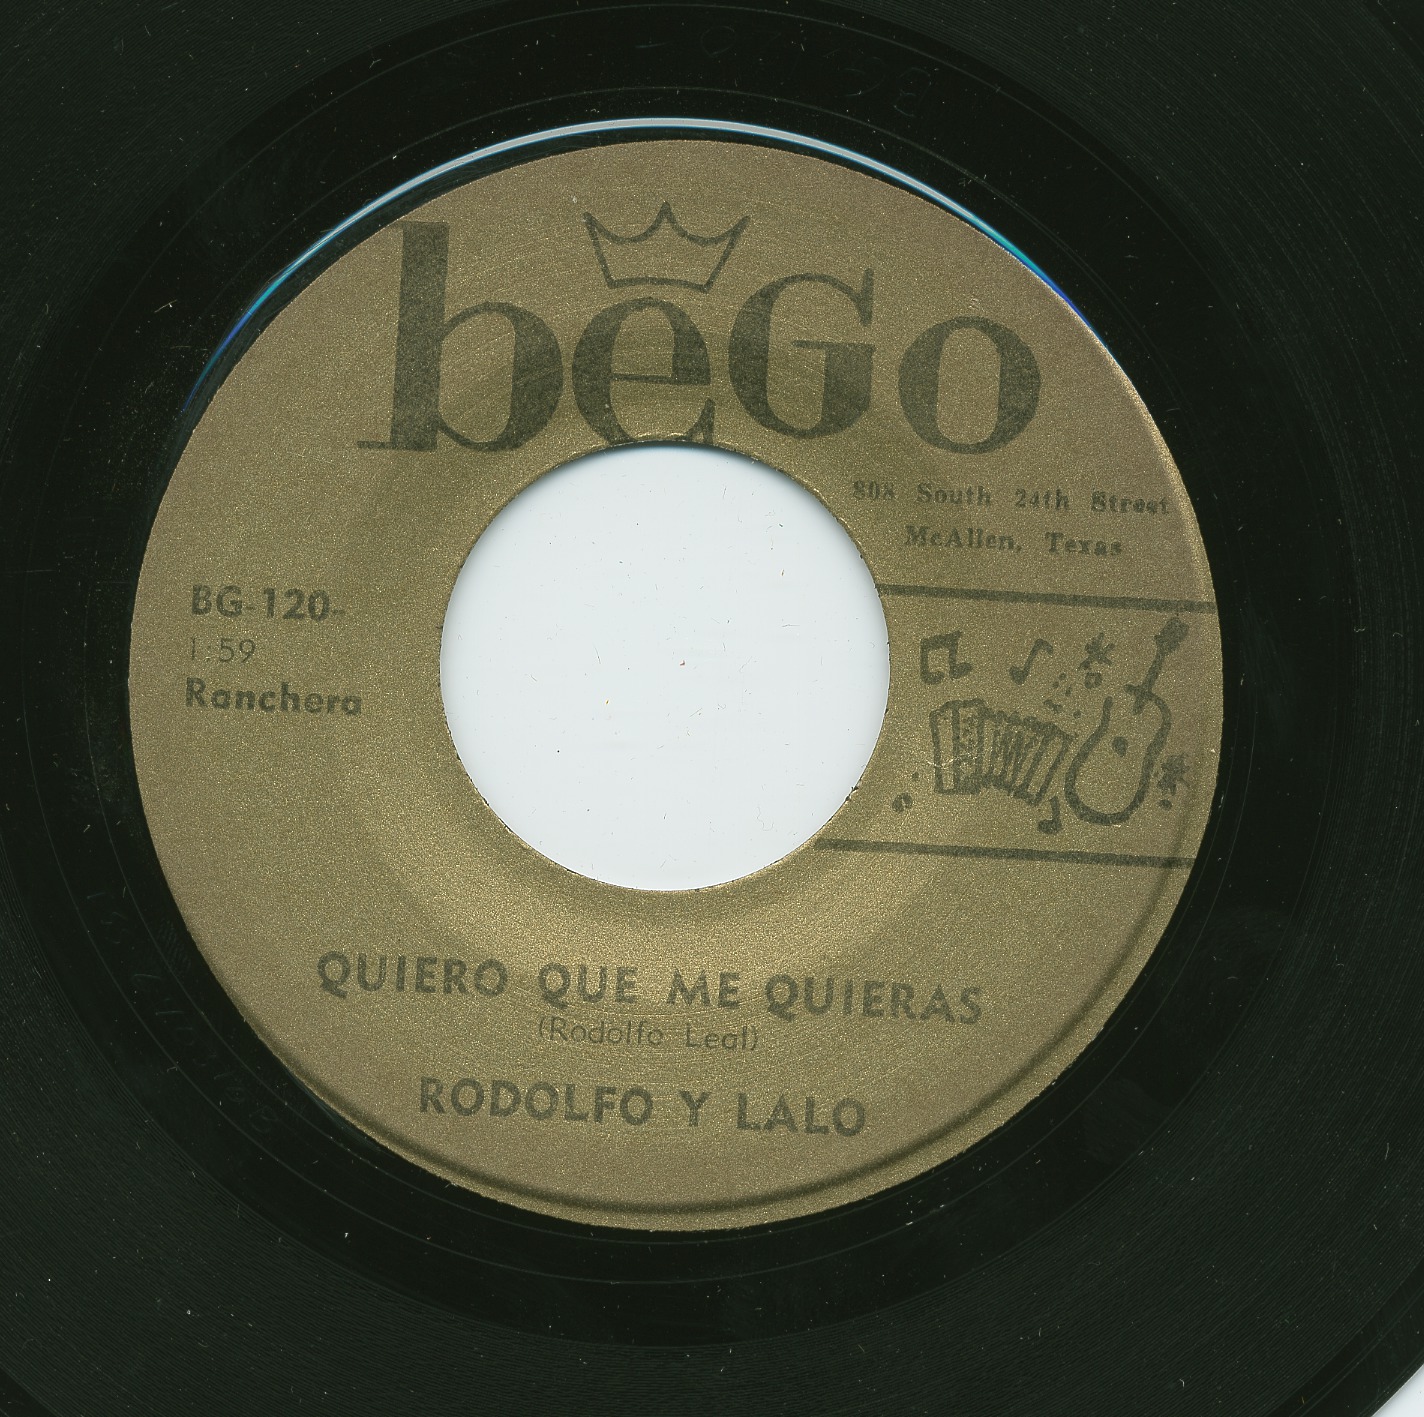 beGo
808 South 24th Street
McAllen, Texas
BG-120-
1:59
Ranchera
QUIERO QUE ME QUIERAS
(Rodolfo Leal)
RODOLFO Y LALO